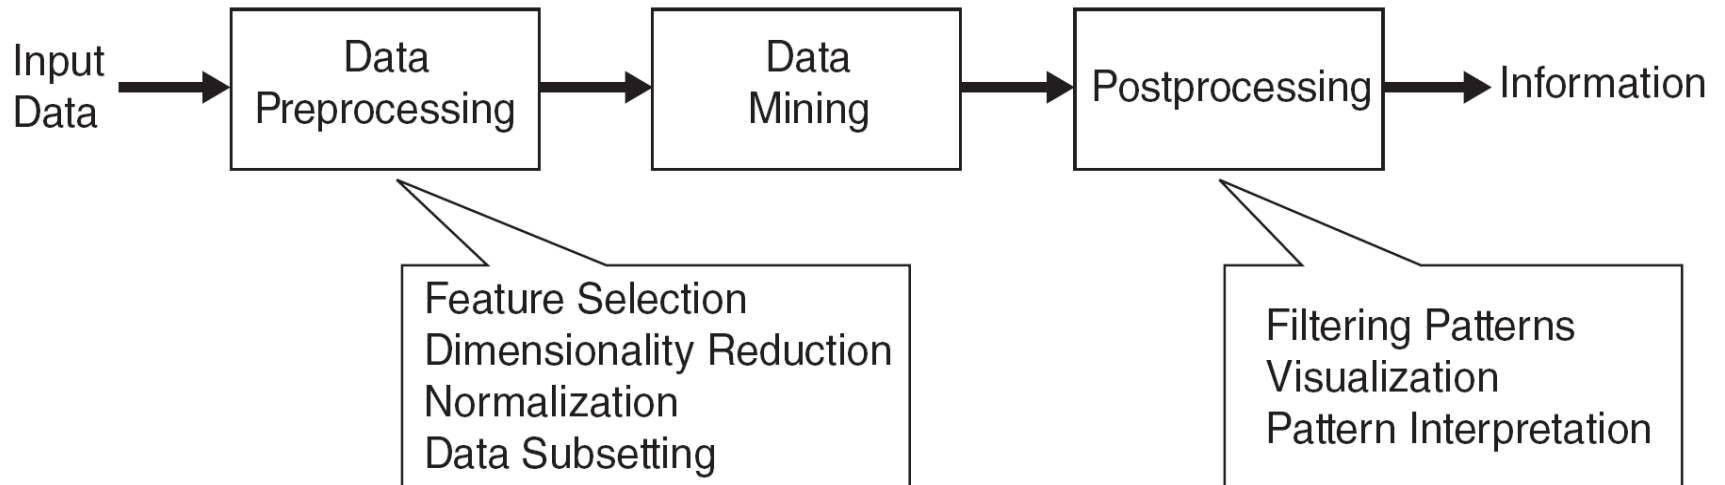 Input
Data
Data
Preprocessing
Data
Mining
Postprocessing
Information
Feature Selection
Dimensionality Reduction
Normalization
Data Subsetting
Filtering Patterns
Visualization
Pattern Interpretation